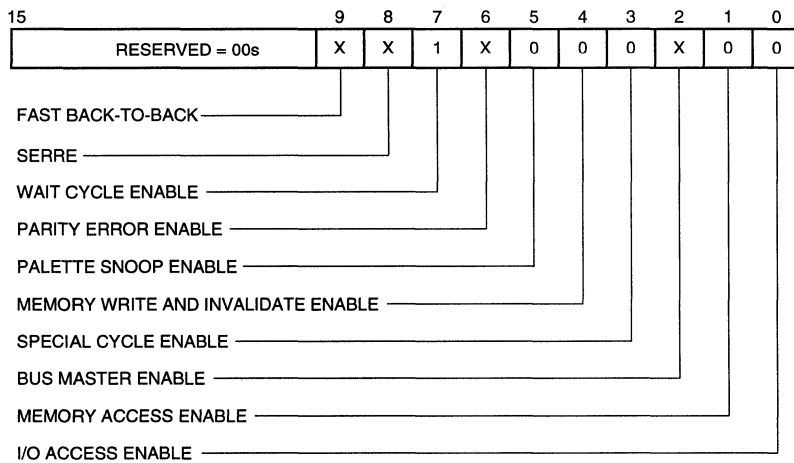 15 9 8 7 6 5 4 3 2 1 0
RESERVED = 00s X X 1 X 0 0 0 X 0 0
FAST BACK-TO-BACK
SERRE
WAIT CYCLE ENABLE
PARITY ERROR ENABLE
PALETTE SNOOP ENABLE
MEMORY WRITE AND INVALIDATE ENABLE
SPECIAL CYCLE ENABLE
BUS MASTER ENABLE
MEMORY ACCESS ENABLE
I/O ACCESS ENABLE